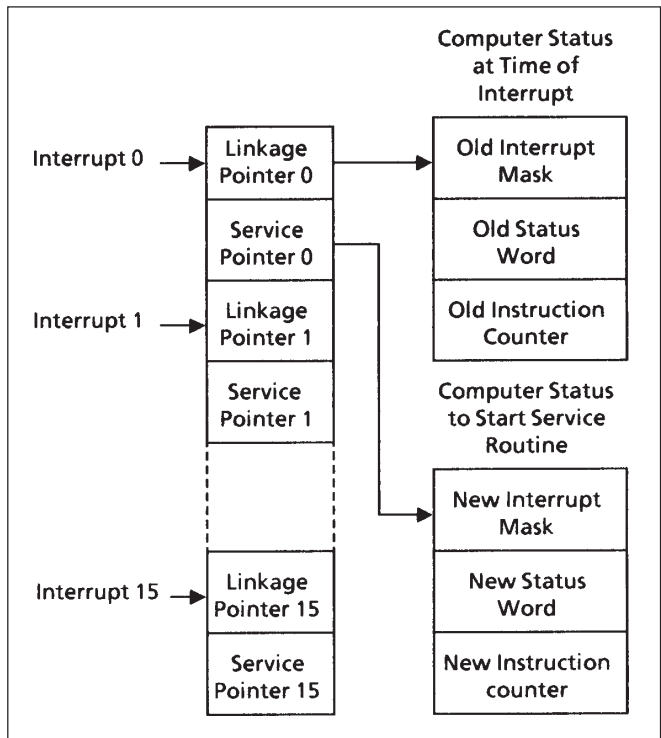 Computer Status
at Time of
Interrupt
Interrupt 0
Linkage
Pointer 0
Old Interrupt
Mask
Service
Pointer 0
Old Status
Word
Interrupt 1
Linkage
Pointer 1
Old Instruction
Counter
Service
Pointer 1
Computer Status
to Start Service
Routine
New Interrupt
Mask
Interrupt 15
Linkage
Pointer 15
New Status
Word
Service
Pointer 15
New Instruction
counter